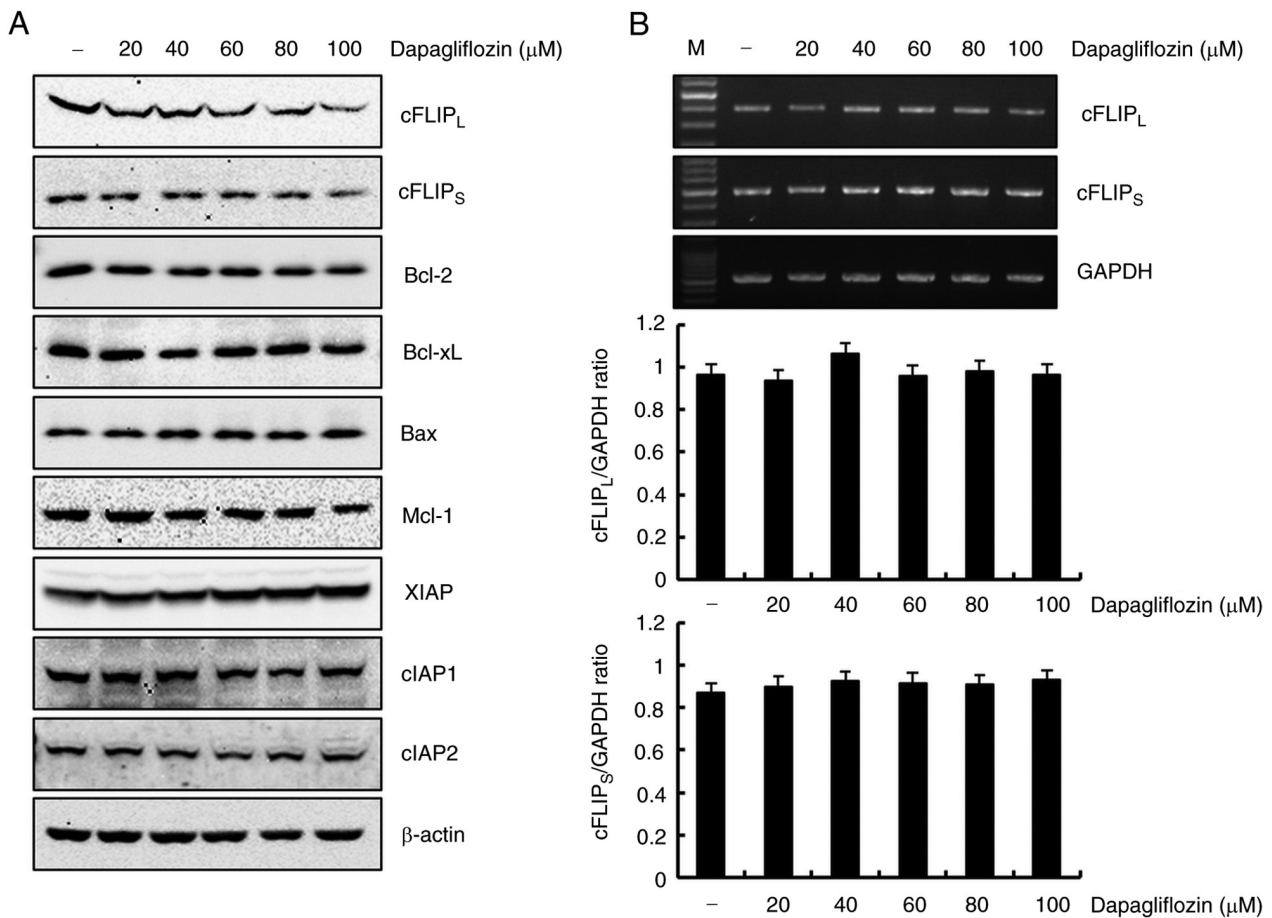 A
– 20 40 60 80 100 Dapagliflozin (μM)
cFLIPL
cFLIPS
Bcl-2
Bcl-xL
Bax
Mcl-1
XIAP
cIAP1
cIAP2
β-actin
B
M – 20 40 60 80 100 Dapagliflozin (μM)
cFLIPL
cFLIPS
GAPDH
cFLIPL/GAPDH ratio
1.2
1
0.8
0.6
0.4
0.2
0
– 20 40 60 80 100 Dapagliflozin (μM)
cFLIPS/GAPDH ratio
1.2
1
0.8
0.6
0.4
0.2
0
– 20 40 60 80 100 Dapagliflozin (μM)